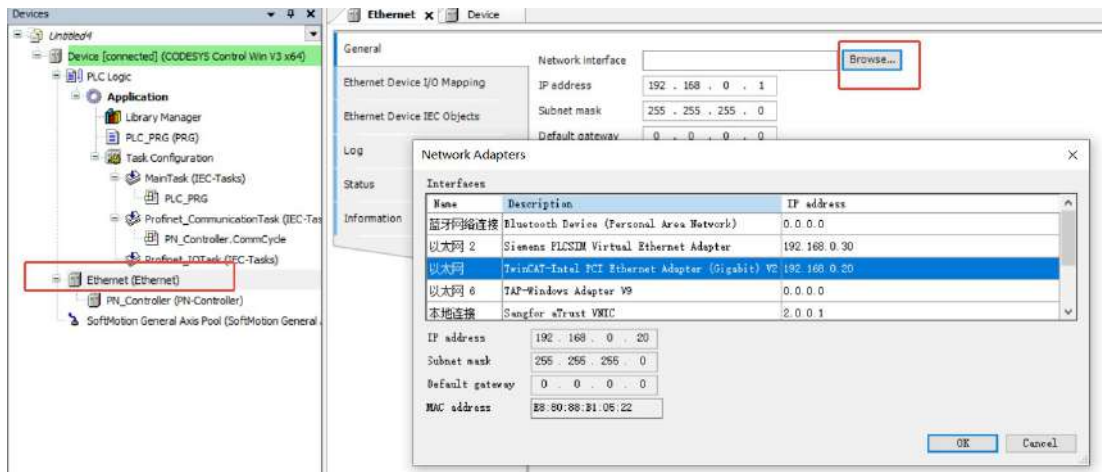 Devices
Untitled4
Device [connected] (CODESYS Control Win V3 x64)
PLC Logic
Application
Library Manager
PLC_PRG (PRG)
Task Configuration
MainTask (IEC-Tasks)
PLC_PRG
Profinet_CommunicationTask (IEC-Tas
PN_Controller.CommCycle
Profinet_IOTask (IEC-Tasks)
Ethernet (Ethernet)
PN_Controller (PN-Controller)
SoftMotion General Axis Pool (SoftMotion General
Ethernet Device
General
Ethernet Device I/O Mapping
Ethernet Device IEC Objects
Log
Status
Information
Network interface Browse...
IP address 192 . 168 . 0 . 1
Subnet mask 255 . 255 . 255 . 0
Default gateway 0 . 0 . 0 . 0
Network Adapters
Interfaces
Name Description IP address
蓝牙网络连接 Bluetooth Device (Personal Area Network) 0.0.0.0
以太网 2 Siemens PLCSIM Virtual Ethernet Adapter 192.168.0.30
以太网 TwinCAT-Intel PCI Ethernet Adapter (Gigabit) V2 192.168.0.20
以太网 6 TAP-Windows Adapter V9 0.0.0.0
本地连接 Sangfor aTrust VNIC 2.0.0.1
IP address 192 . 168 . 0 . 20
Subnet mask 255 . 255 . 255 . 0
Default gateway 0 . 0 . 0 . 0
MAC address E8:80:88:B1:05:22
OK Cancel